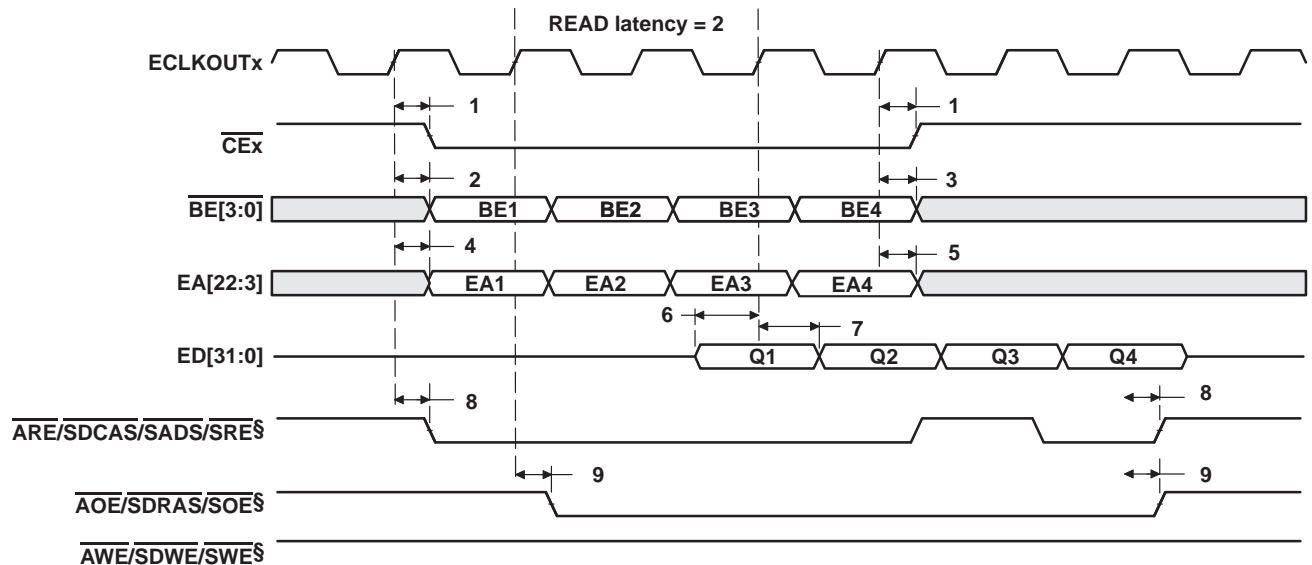 READ latency = 2
ECLKOUTx
1 1
CEx
2 3
BE[3:0] BE1 BE2 BE3 BE4
4 5
EA[22:3] EA1 EA2 EA3 EA4
6 7
ED[31:0] Q1 Q2 Q3 Q4
8 8
ARE/SDCAS/SADS/SRE§
9 9
AOE/SDRAS/SOE§
AWE/SDWE/SWE§